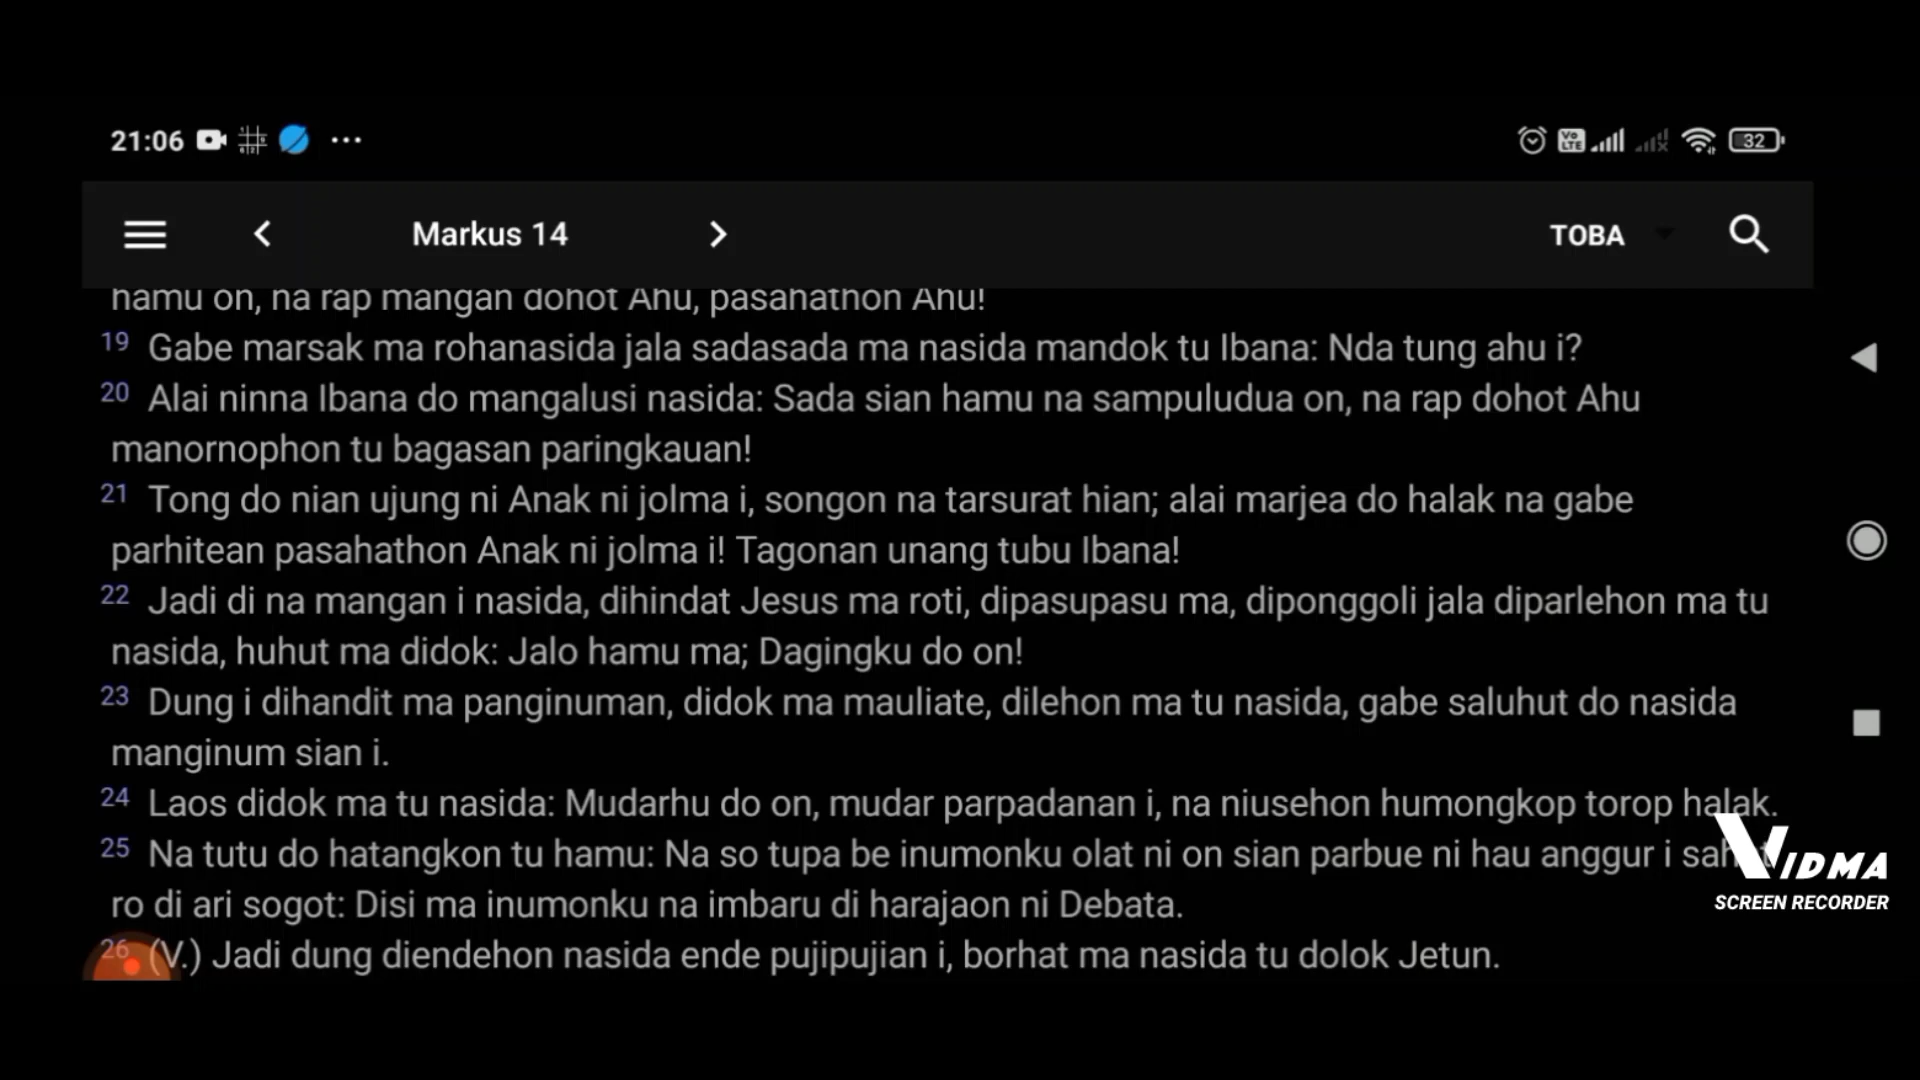 21:06
VO LTE
32
Markus 14
TOBA
hamu on, na rap mangan dohot Ahu, pasahathon Ahu!
19 Gabe marsak ma rohanasida jala sadasada ma nasida mandok tu Ibana: Nda tung ahu i?
20 Alai ninna Ibana do mangalusi nasida: Sada sian hamu na sampuludua on, na rap dohot Ahu
manornophon tu bagasan paringkauan!
21 Tong do nian ujung ni Anak ni jolma i, songon na tarsurat hian; alai marjea do halak na gabe
parhitean pasahathon Anak ni jolma i! Tagonan unang tubu Ibana!
22 Jadi di na mangan i nasida, dihindat Jesus ma roti, dipasupasu ma, diponggoli jala diparlehon ma tu
nasida, huhut ma didok: Jalo hamu ma; Dagingku do on!
23 Dung i dihandit ma panginuman, didok ma mauliate, dilehon ma tu nasida, gabe saluhut do nasida
manginum sian i.
24 Laos didok ma tu nasida: Mudarhu do on, mudar parpadanan i, na niusehon humongkop torop halak.
25 Na tutu do hatangkon tu hamu: Na so tupa be inumonku olat ni on sian parbue ni hau anggur i
ro di ari sogot: Disi ma inumonku na imbaru di harajaon ni Debata.
26 (V.) Jadi dung diendehon nasida ende pujipujian i, borhat ma nasida tu dolok Jetun.
VIDMA
SCREEN RECORDER